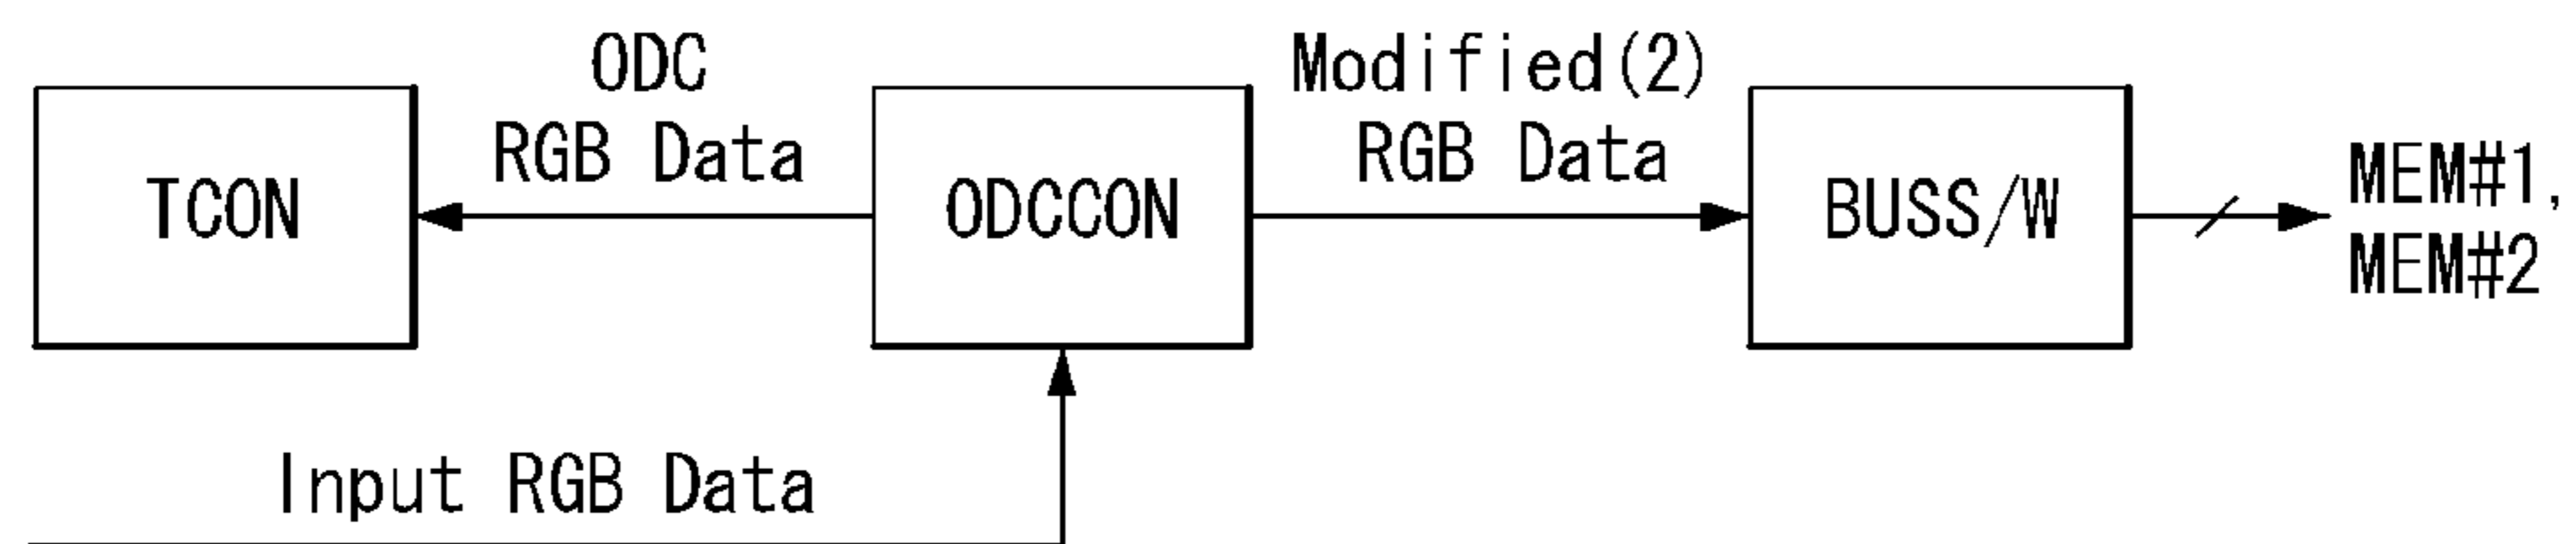 ODC
RGB Data
Modified(2)
RGB Data
TCON
ODCCON
BUSS/W
MEM#1,
MEM#2
Input RGB Data